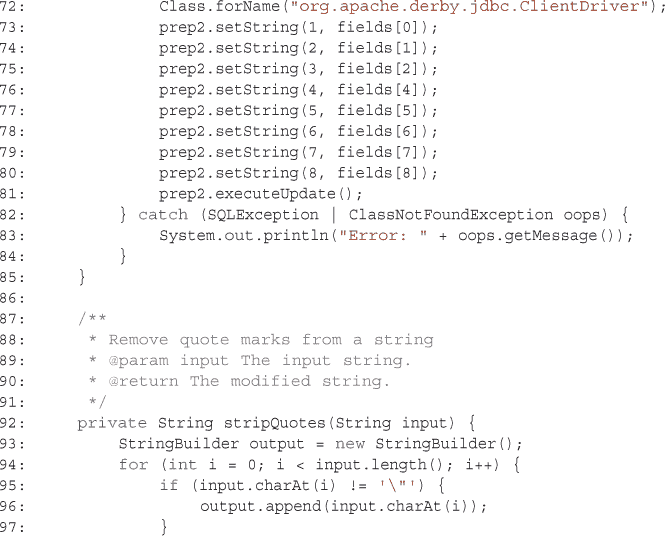 72:             Class.forName("org.apache.derby.jdbc.ClientDriver");
73:             prep2.setString(1, fields[0]);
74:             prep2.setString(2, fields[1]);
75:             prep2.setString(3, fields[2]);
76:             prep2.setString(4, fields[4]);
77:             prep2.setString(5, fields[5]);
78:             prep2.setString(6, fields[6]);
79:             prep2.setString(7, fields[7]);
80:             prep2.setString(8, fields[8]);
81:             prep2.executeUpdate();
82:         } catch (SQLException | ClassNotFoundException oops) {
83:             System.out.println("Error: " + oops.getMessage());
84:         }
85:     }
86:
87:     /**
88:      * Remove quote marks from a string
89:      * @param input The input string.
90:      * @return The modified string.
91:      */
92:     private String stripQuotes(String input) {
93:         StringBuilder output = new StringBuilder();
94:         for (int i = 0; i < input.length(); i++) {
95:             if (input.charAt(i) != '\"') {
96:                 output.append(input.charAt(i));
97:             }